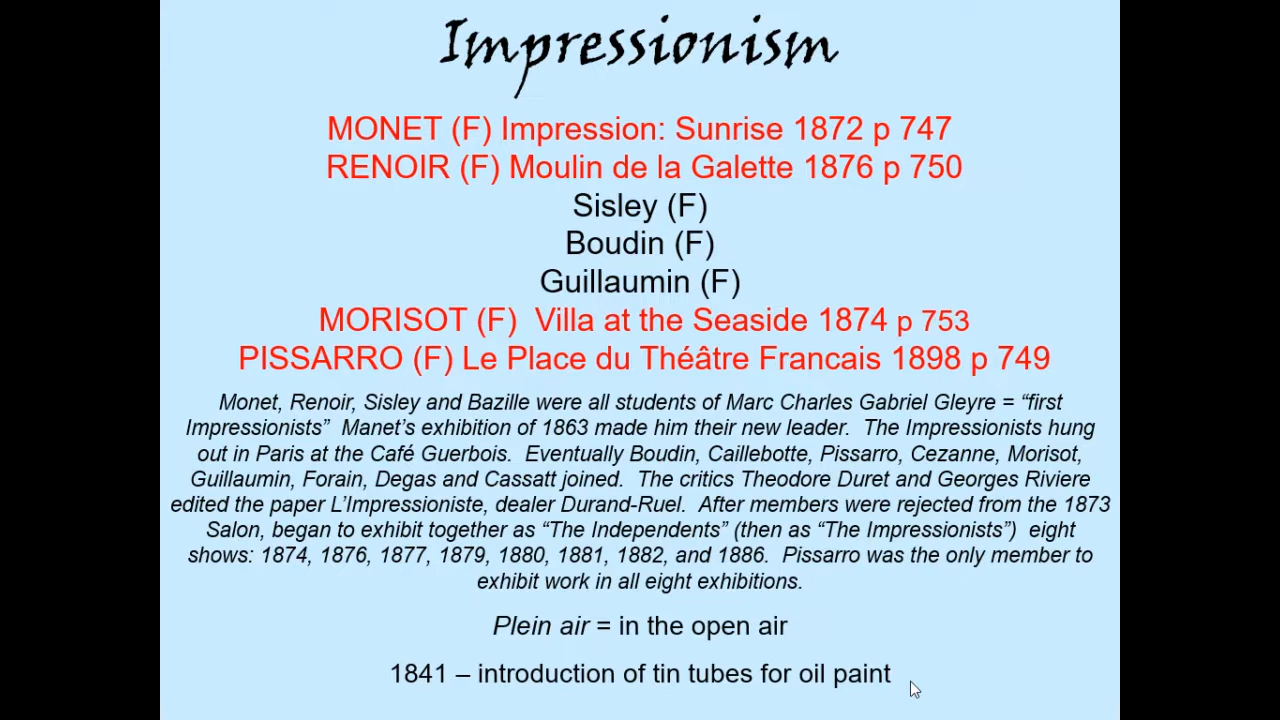 Impressionism
MONET (F) Impression: Sunrise 1872 p 747
RENOIR (F) Moulin de la Galette 1876 p 750
Sisley (F)
Boudin (F)
Guillaumin (F)
MORISOT (F)  Villa at the Seaside 1874 p 753
PISSARRO (F) Le Place du Théâtre Francais 1898 p 749
Monet, Renoir, Sisley and Bazille were all students of Marc Charles Gabriel Gleyre = “first
Impressionists”  Manet’s exhibition of 1863 made him their new leader.  The Impressionists hung
out in Paris at the Café Guerbois.  Eventually Boudin, Caillebotte, Pissarro, Cezanne, Morisot,
Guillaumin, Forain, Degas and Cassatt joined.  The critics Theodore Duret and Georges Riviere
edited the paper L’Impressioniste, dealer Durand-Ruel.  After members were rejected from the 1873
Salon, began to exhibit together as “The Independents” (then as “The Impressionists”)  eight
shows: 1874, 1876, 1877, 1879, 1880, 1881, 1882, and 1886.  Pissarro was the only member to
exhibit work in all eight exhibitions.
Plein air = in the open air
1841 – introduction of tin tubes for oil paint